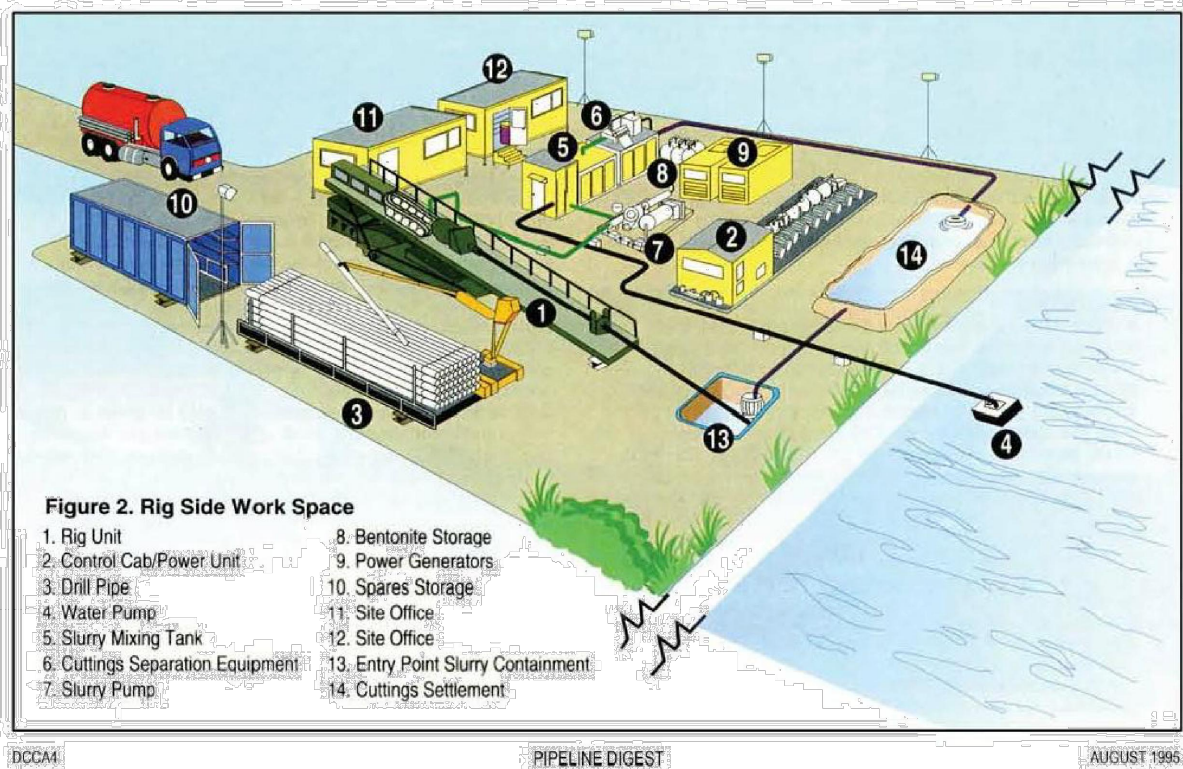 12
11
6
5
9
8
10
2
7
14
1
3
13
4
Figure 2. Rig Side Work Space
1. Rig Unit
2. Control Cab/Power Unit
3. Drill Pipe
4. Water Pump
5. Slurry Mixing Tank
6. Cuttings Separation Equipment
7. Slurry Pump
8. Bentonite Storage
9. Power Generators
10. Spares Storage
11. Site Office
12. Site Office
13. Entry Point Slurry Containment
14. Cuttings Settlement
DCCA4
PIPELINE DIGEST
AUGUST 1995